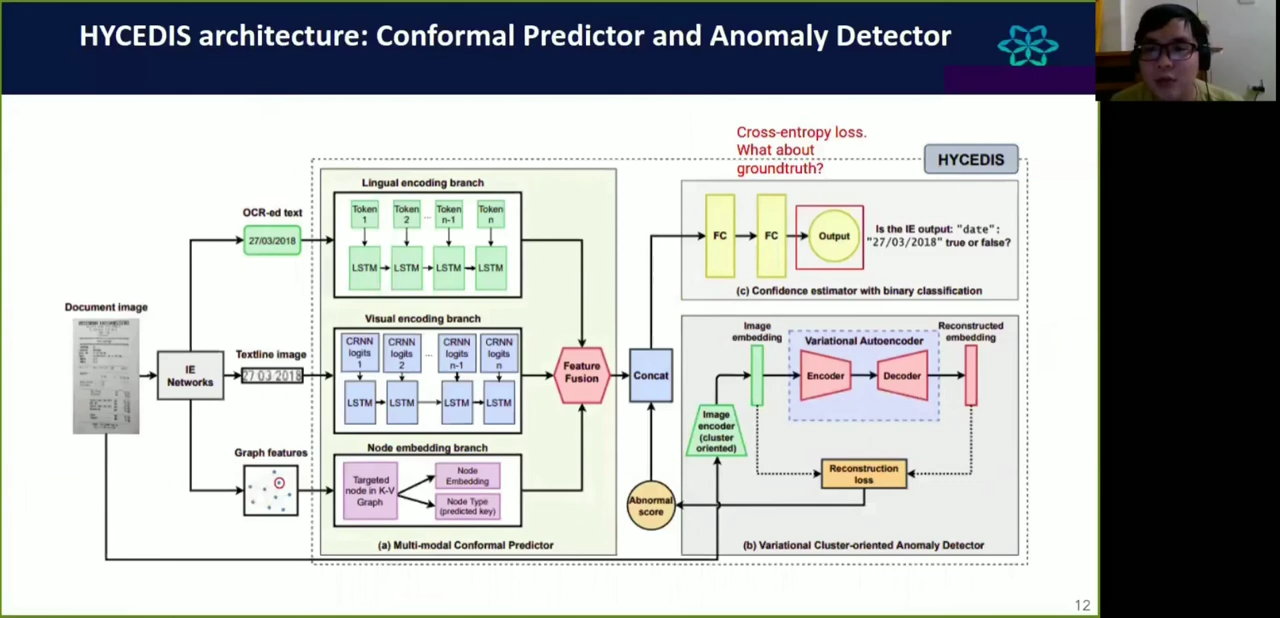 HYCEDIS architecture: Conformal Predictor and Anomaly Detector
Cross-entropy loss.
What about
groundtruth?
HYCEDIS
Lingual encoding branch
OCR-ed text
27/03/2018
Token
1
Token
2
...
Token
n-1
Token
n
LSTM
LSTM
LSTM
LSTM
FC
FC
Output
Is the IE output: "date":
"27/03/2018" true or false?
(c) Confidence estimator with binary classification
Document image
Visual encoding branch
Textline image
27 03 2018
CRNN
logits
1
CRNN
logits
2
...
CRNN
logits
n-1
CRNN
logits
n
LSTM
LSTM
LSTM
LSTM
IE
Networks
Feature
Fusion
Concat
Image
embedding
Variational Autoencoder
Encoder
Decoder
Reconstructed
embedding
Image
encoder
(cluster
oriented)
Node embedding branch
Graph features
Targeted
node in K-V
Graph
Node
Embedding
Node Type
(predicted key)
Abnormal
score
Reconstruction
loss
(a) Multi-modal Conformal Predictor
(b) Variational Cluster-oriented Anomaly Detector
12